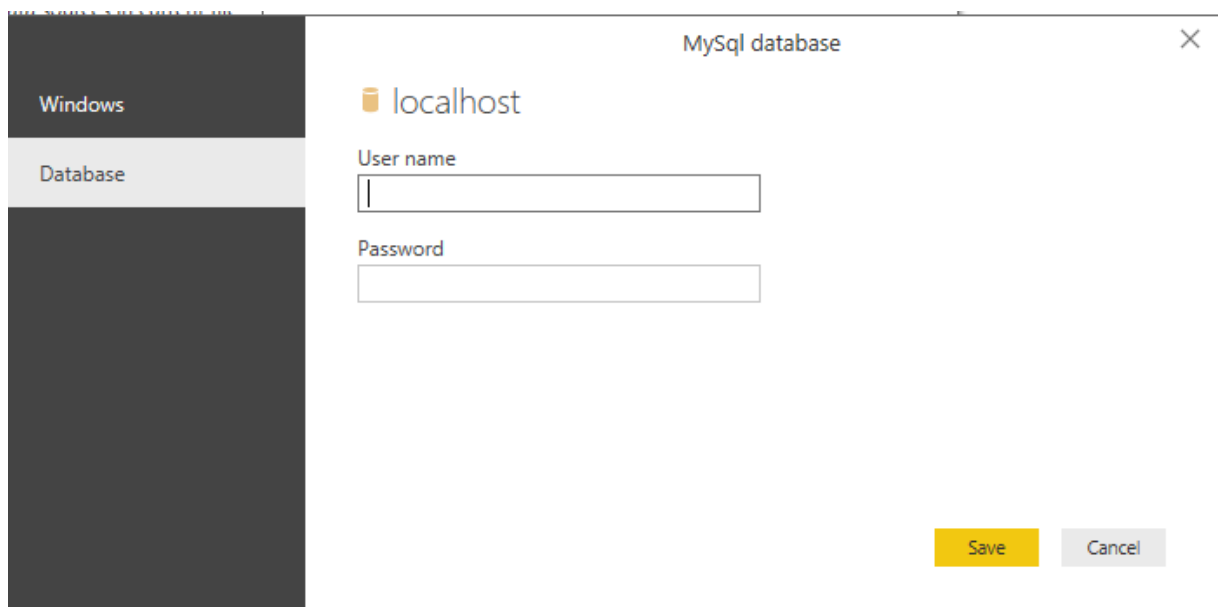 MySql database
Windows
Database
localhost
User name
Password
Save
Cancel